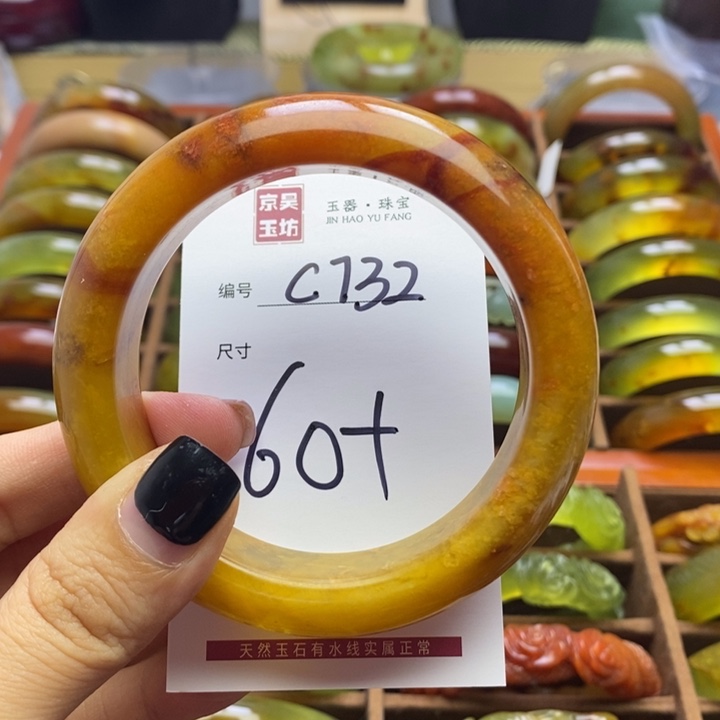 京昊
玉坊
玉器·珠宝
JIN HAO YU FANG
编号 C732
尺寸
60+
天然玉石有水线实属正常